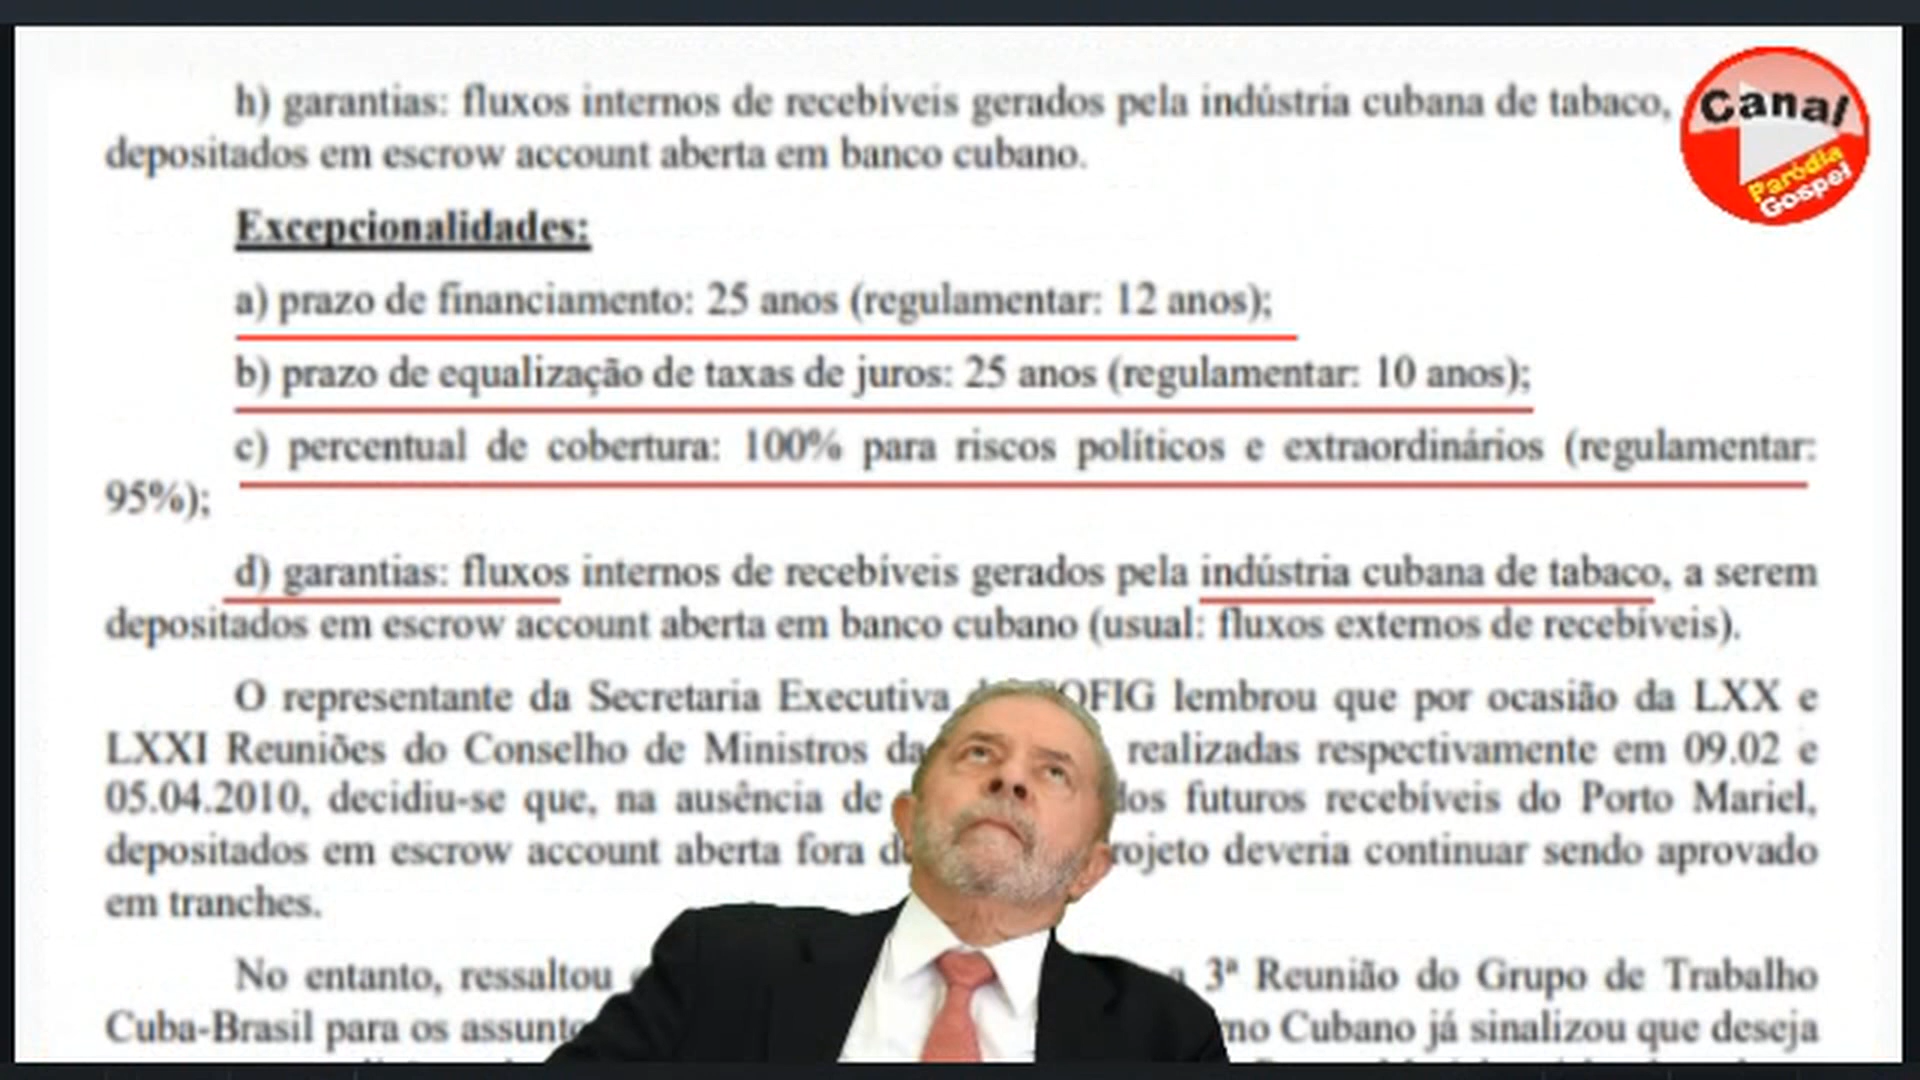 h) garantias: fluxos internos de recebíveis gerados pela indústria cubana de tabaco,
depositados em escrow account aberta em banco cubano.
Canal
Paródia
Gospel
Excepcionalidades:
a) prazo de financiamento: 25 anos (regulamentar: 12 anos);
b) prazo de equalização de taxas de juros: 25 anos (regulamentar: 10 anos);
c) percentual de cobertura: 100% para riscos políticos e extraordinários (regulamentar:
95%);
d) garantias: fluxos internos de recebíveis gerados pela indústria cubana de tabaco, a serem
depositados em escrow account aberta em banco cubano (usual: fluxos externos de recebíveis).
O representante da Secretaria Executiva lembrou que por ocasião da LXX e
LXXI Reuniões do Conselho de Ministros da realizadas respectivamente em 09.02 e
05.04.2010, decidiu-se que, na ausência de futuros recebíveis do Porto Mariel,
depositados em escrow account aberta fora deveria continuar sendo aprovado
em tranches.
No entanto, ressaltou 3ª Reunião do Grupo de Trabalho
Cuba-Brasil para os Cubano já sinalizou que deseja